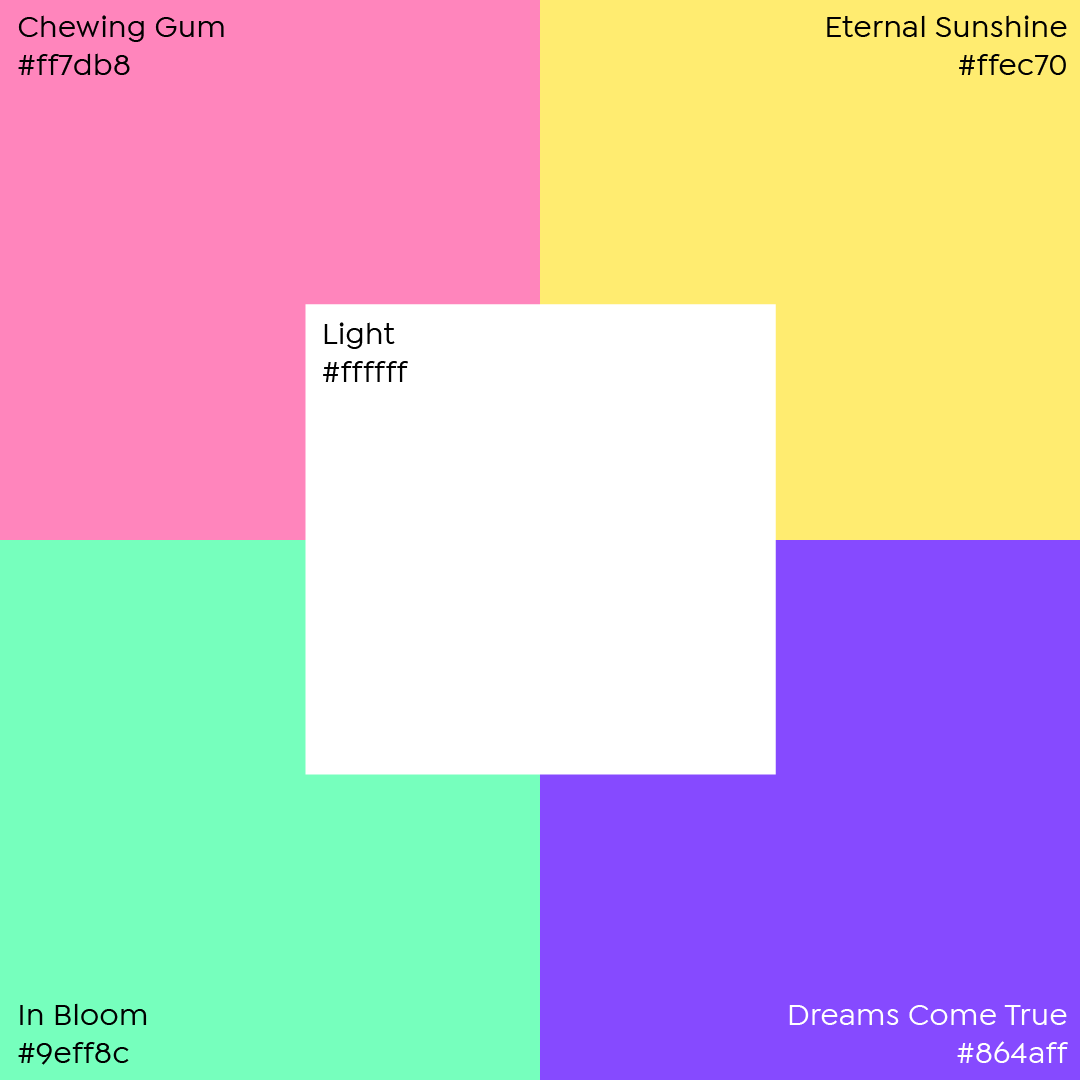 Chewing Gum
#ff7db8
Eternal Sunshine
#ffec70
Light
#ffffff
In Bloom
#9eff8c
Dreams Come True
#864aff